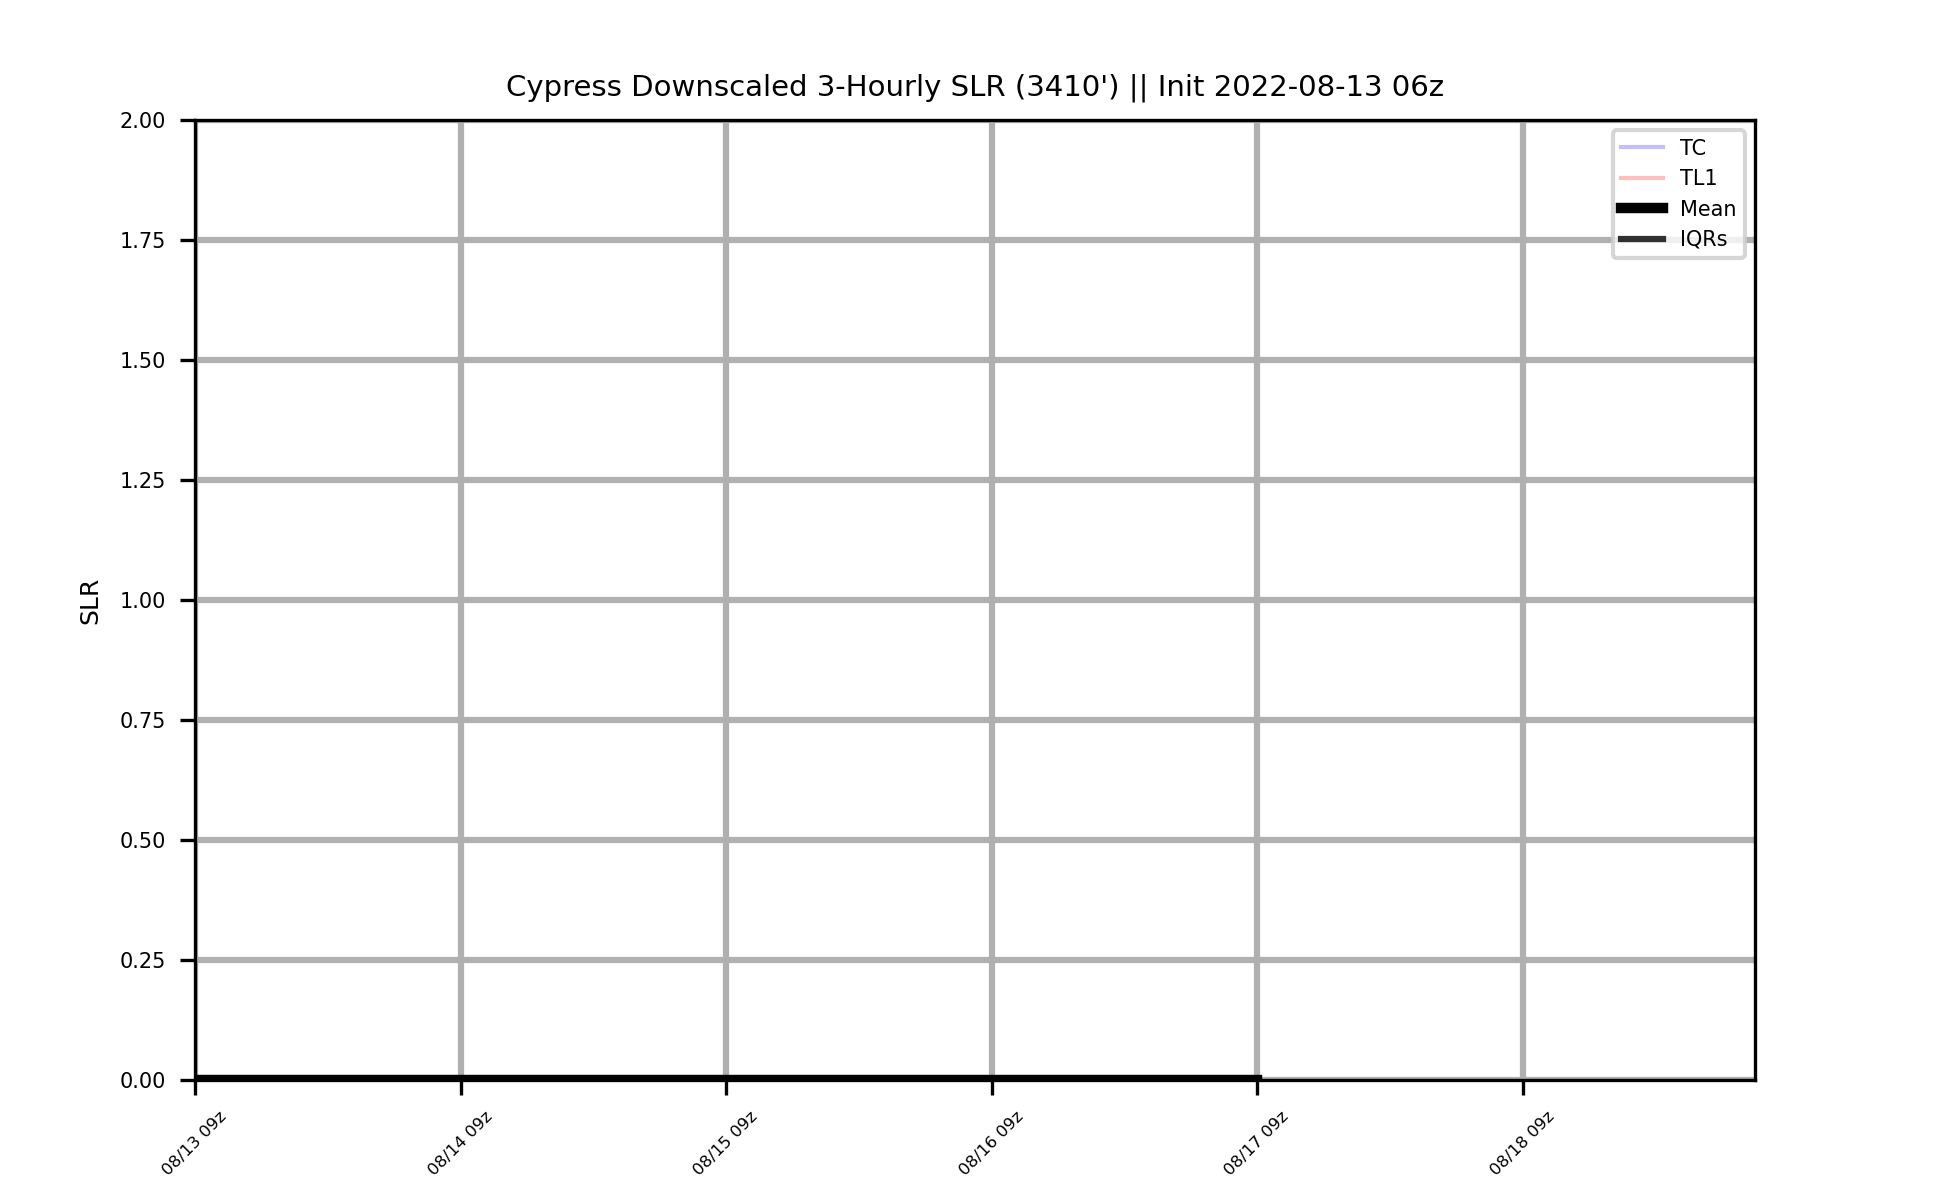 Cypress Downscaled 3-Hourly SLR (3410') || Init 2022-08-13 06z
2.00
1.75
1.50
1.25
1.00
0.75
0.50
0.25
0.00
SLR
TC
TL1
Mean
IQRs
08/13 09z
08/14 09z
08/15 09z
08/16 09z
08/17 09z
08/18 09z